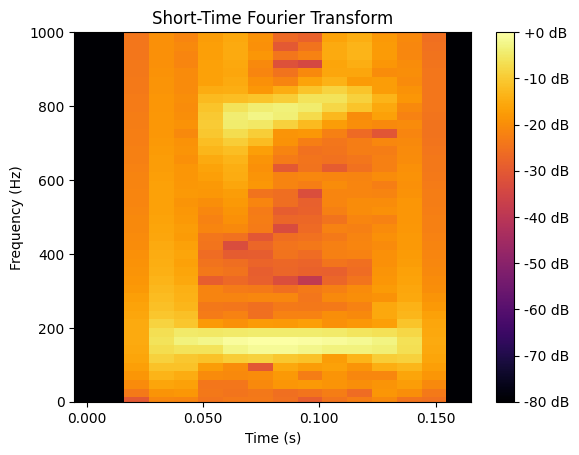 Short-Time Fourier Transform
1000
800
600
400
200
0
Frequency (Hz)
0.000
0.050
0.100
0.150
Time (s)
+0 dB
-10 dB
-20 dB
-30 dB
-40 dB
-50 dB
-60 dB
-70 dB
-80 dB